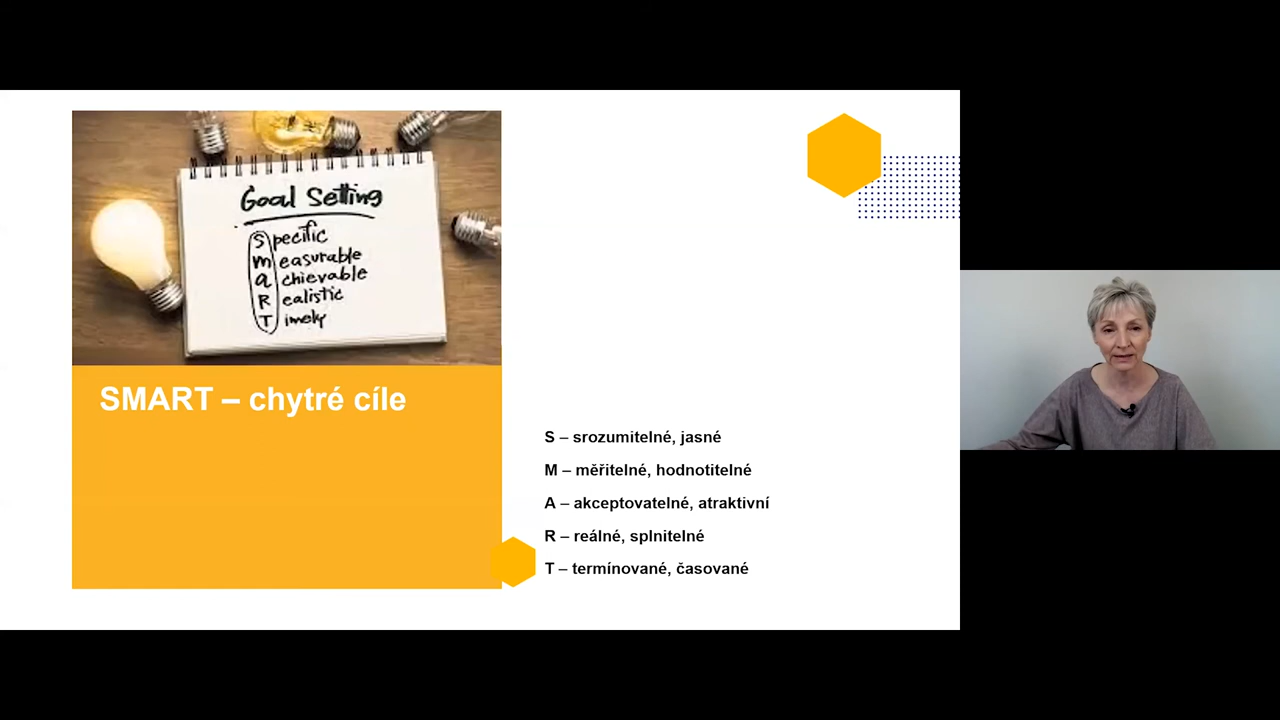 Goal Setting
Specific
measurable
achievable
Realistic
Timely
SMART – chytré cíle
S – srozumitelné, jasné
M – měřitelné, hodnotitelné
A – akceptovatelné, atraktivní
R – reálné, splnitelné
T – termínované, časované